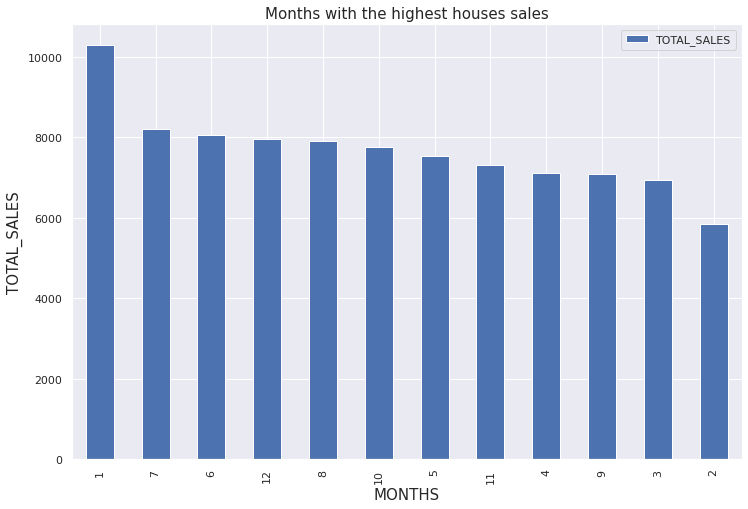 Months with the highest houses sales
TOTAL_SALES
10000
8000
6000
4000
2000
0
TOTAL_SALES
1 7 6 12 8 10 5 11 4 9 3 2
MONTHS